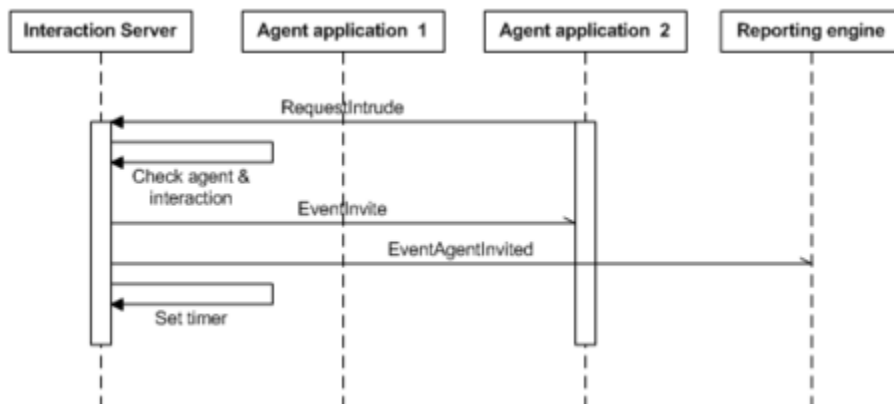 Interaction Server
Agent application 1
Agent application 2
Reporting engine
RequestIntrude
Check agent &
interaction
EventInvite
EventAgentInvited
Set timer